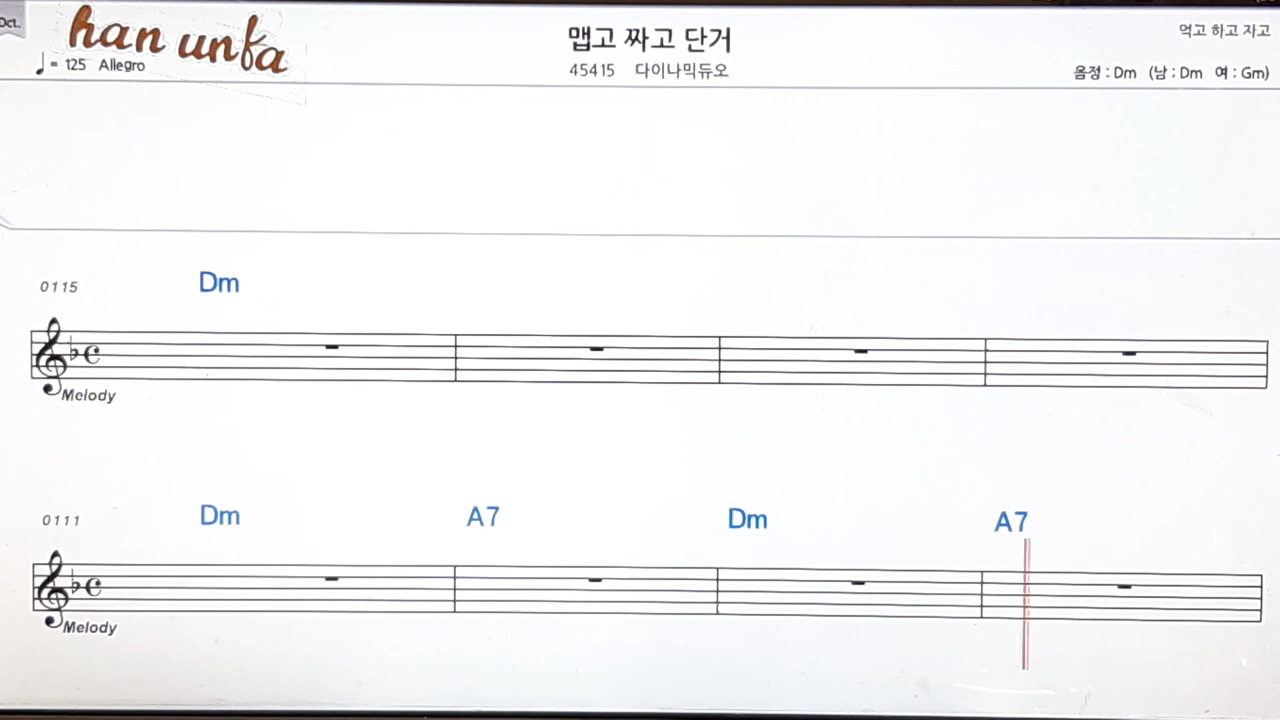 Oct.
han unfa
♩ = 125 Allegro
맵고 짜고 단거
45415 다이나믹듀오
먹고 하고 자고
음정 : Dm (남 : Dm 여 : Gm)
0115 Dm
Melody
0111 Dm A7 Dm A7
Melody